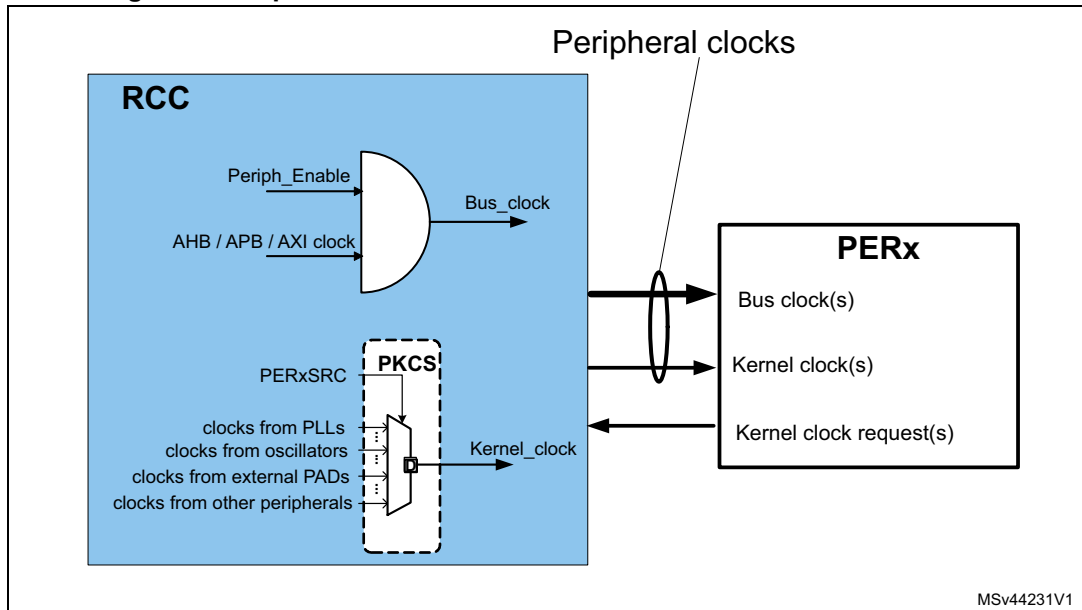 Peripheral clocks
RCC
Periph_Enable
Bus_clock
AHB / APB / AXI clock
PERx
Bus clock(s)
PKCS
PERxSRC
Kernel clock(s)
clocks from PLLs
Kernel clock request(s)
clocks from oscillators
Kernel_clock
clocks from external PADs
clocks from other peripherals
D
MSv44231V1